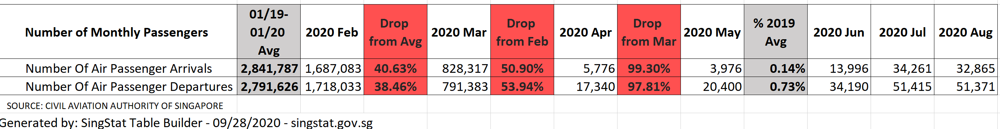 Number of Monthly Passengers 01/19-01/20 Avg 2020 Feb Drop from Avg 2020 Mar Drop from Feb 2020 Apr Drop from Mar 2020 May % 2019 Avg 2020 Jun 2020 Jul 2020 Aug
Number Of Air Passenger Arrivals 2,841,787 1,687,083 40.63% 828,317 50.90% 5,776 99.30% 3,976 0.14% 13,996 34,261 32,865
Number Of Air Passenger Departures 2,791,626 1,718,033 38.46% 791,383 53.94% 17,340 97.81% 20,400 0.73% 34,190 51,415 51,371
SOURCE: CIVIL AVIATION AUTHORITY OF SINGAPORE
Generated by: SingStat Table Builder - 09/28/2020 - singstat.gov.sg